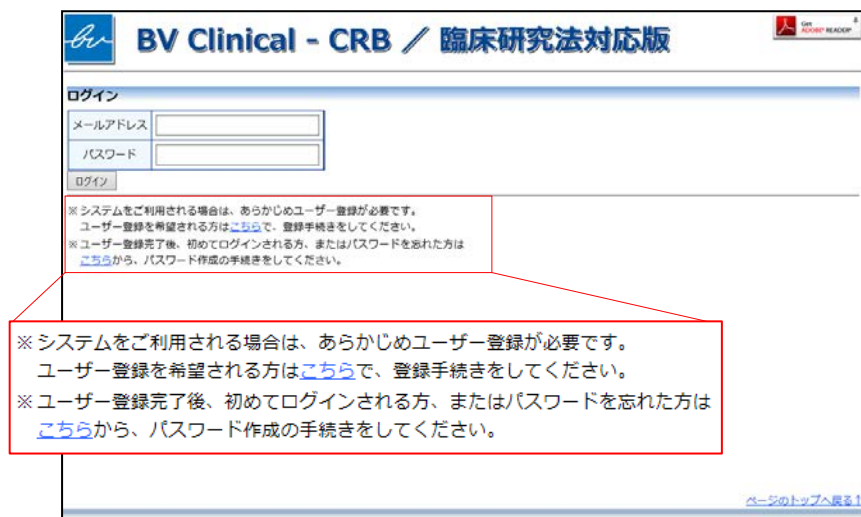 bv
BV Clinical - CRB ／ 臨床研究法対応版
Get
ADOBE® READER®
ログイン
メールアドレス
パスワード
ログイン
※ システムをご利用される場合は、あらかじめユーザー登録が必要です。
ユーザー登録を希望される方はこちらで、登録手続きをしてください。
※ ユーザー登録完了後、初めてログインされる方、またはパスワードを忘れた方は
こちらから、パスワード作成の手続きをしてください。
※ システムをご利用される場合は、あらかじめユーザー登録が必要です。
ユーザー登録を希望される方はこちらで、登録手続きをしてください。
※ ユーザー登録完了後、初めてログインされる方、またはパスワードを忘れた方は
こちらから、パスワード作成の手続きをしてください。
ページのトップへ戻る↑